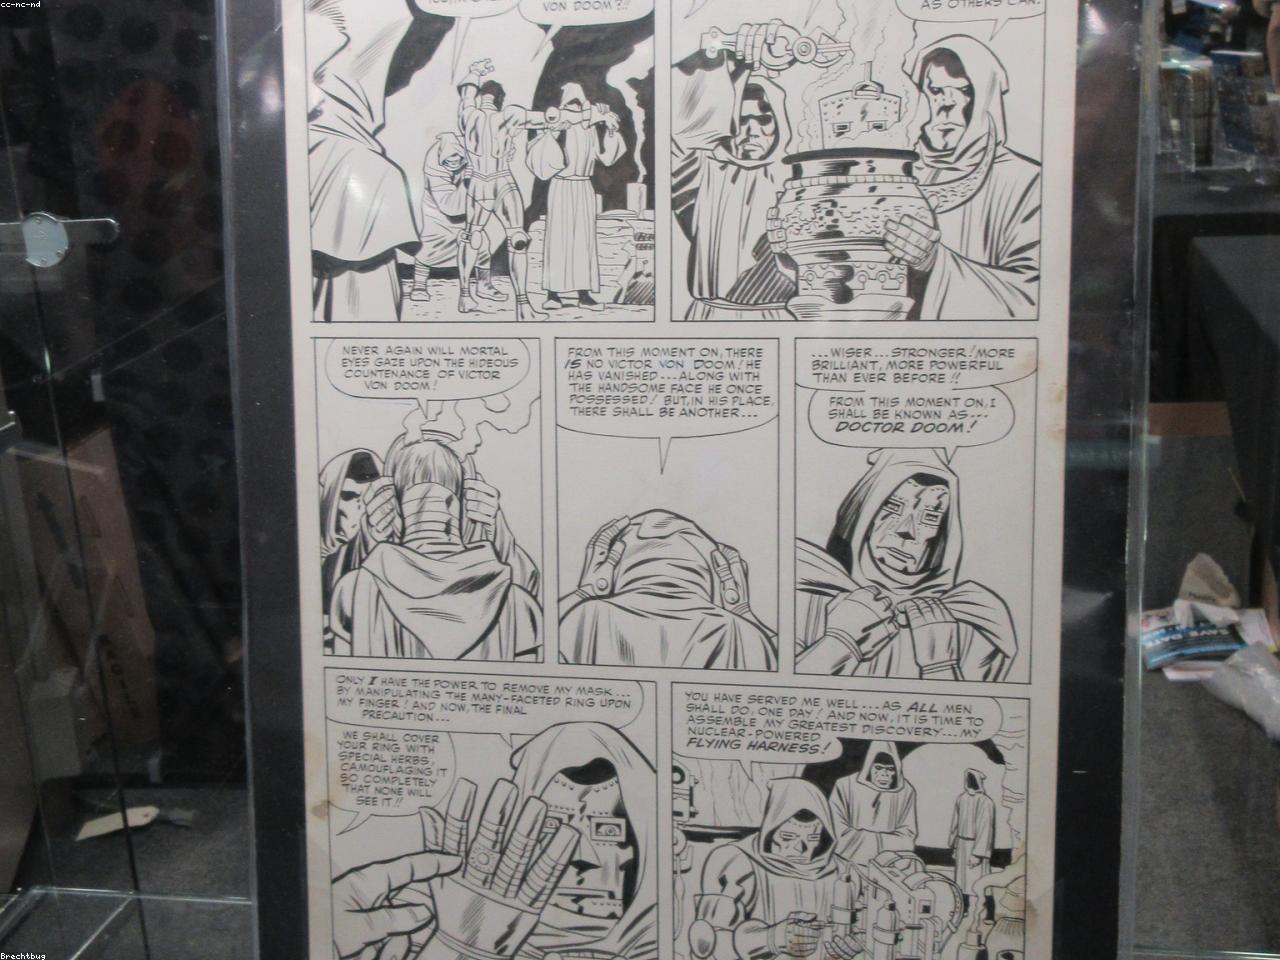 cc-nc-nd
VON DOOM?!!
AS OTHERS CAN.
NEVER AGAIN WILL MORTAL
EYES GAZE UPON THE HIDEOUS
COUNTENANCE OF VICTOR
VON DOOM!
FROM THIS MOMENT ON, THERE
IS NO VICTOR VON DOOM! HE
HAS VANISHED...ALONG WITH
THE HANDSOME FACE HE ONCE
POSSESSED! BUT, IN HIS PLACE,
THERE SHALL BE ANOTHER...
...WISER...STRONGER! MORE
BRILLIANT, MORE POWERFUL
THAN EVER BEFORE!!
FROM THIS MOMENT ON, I
SHALL BE KNOWN AS...
DOCTOR DOOM!
ONLY I HAVE THE POWER TO REMOVE MY MASK...
BY MANIPULATING THE MANY-FACETED RING UPON
MY FINGER! AND NOW, THE FINAL
PRECAUTION...
WE SHALL COVER
YOUR RING WITH
SPECIAL HERBS,
CAMOUFLAGING IT
SO COMPLETELY
THAT NONE WILL
SEE IT!!
YOU HAVE SERVED ME WELL...AS ALL MEN
SHALL DO, ONE DAY! AND NOW, IT IS TIME TO
ASSEMBLE MY GREATEST DISCOVERY...MY
NUCLEAR-POWERED
FLYING HARNESS!
Brechtbug